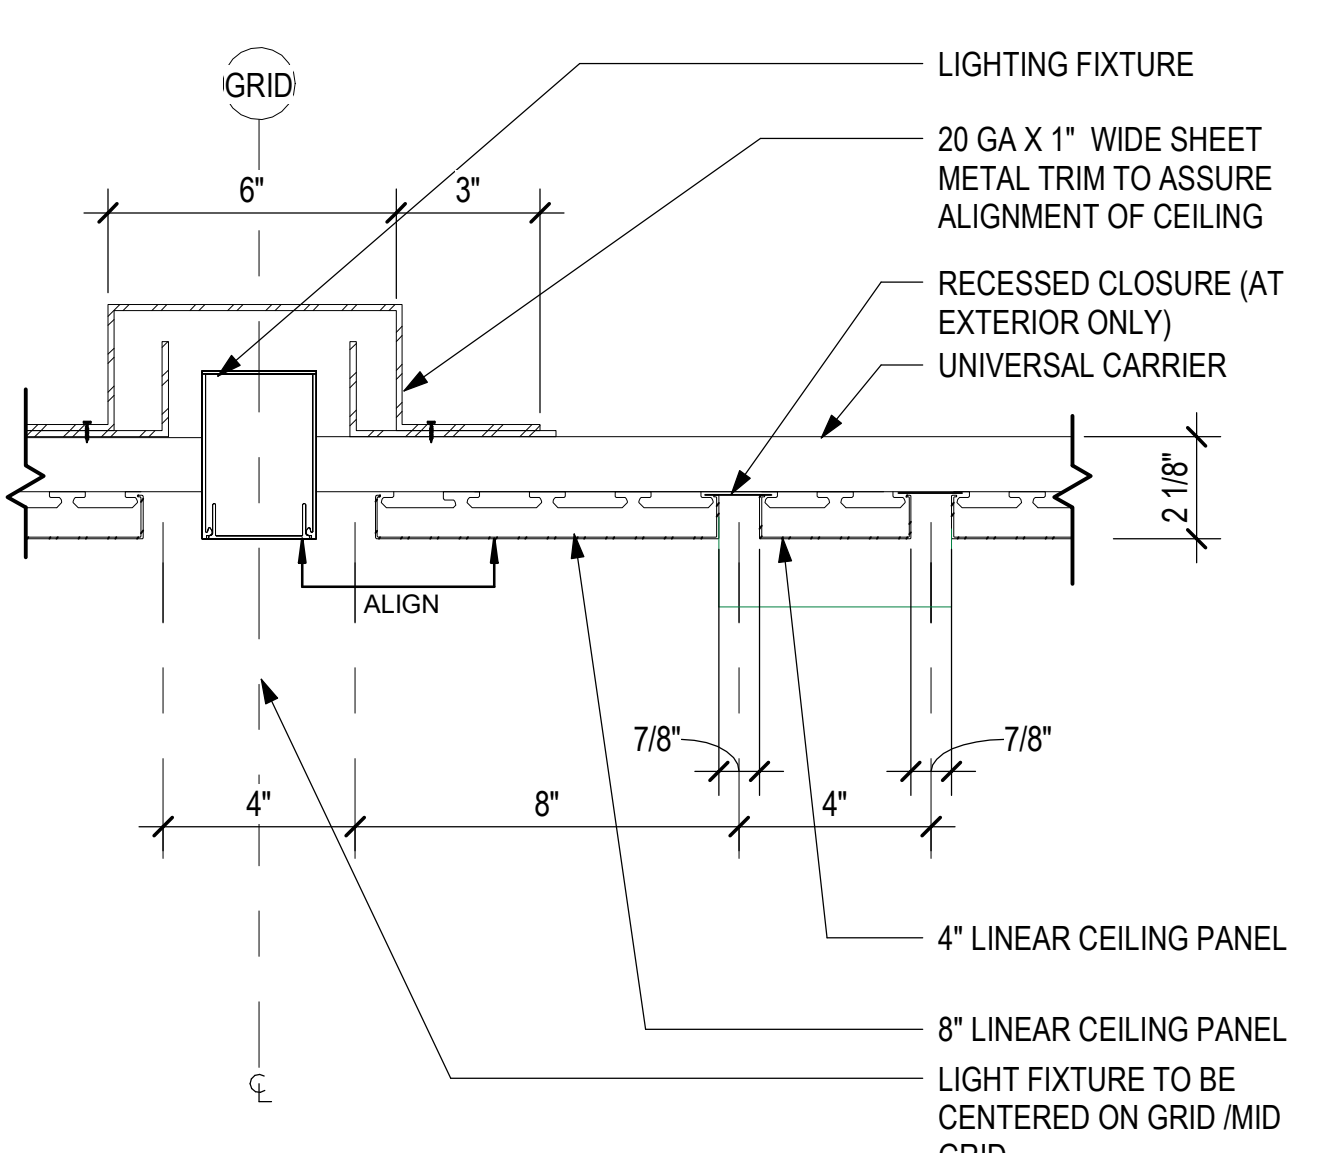 GRID
LIGHTING FIXTURE
20 GA X 1" WIDE SHEET
METAL TRIM TO ASSURE
ALIGNMENT OF CEILING
6"
3"
RECESSED CLOSURE (AT
EXTERIOR ONLY)
UNIVERSAL CARRIER
2 1/8"
ALIGN
7/8"
7/8"
4"
8"
4"
4" LINEAR CEILING PANEL
8" LINEAR CEILING PANEL
LIGHT FIXTURE TO BE
CENTERED ON GRID /MID
GRID
CL